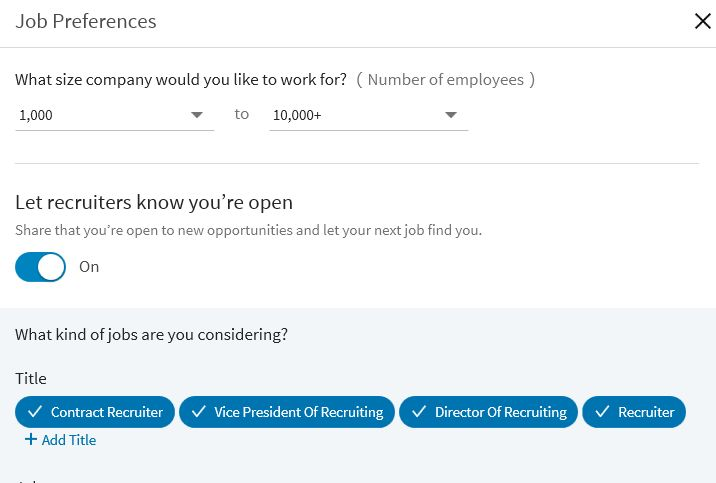 Job Preferences
What size company would you like to work for? ( Number of employees )
1,000 to 10,000+
Let recruiters know you’re open
Share that you’re open to new opportunities and let your next job find you.
On
What kind of jobs are you considering?
Title
Contract Recruiter Vice President Of Recruiting Director Of Recruiting Recruiter
+ Add Title